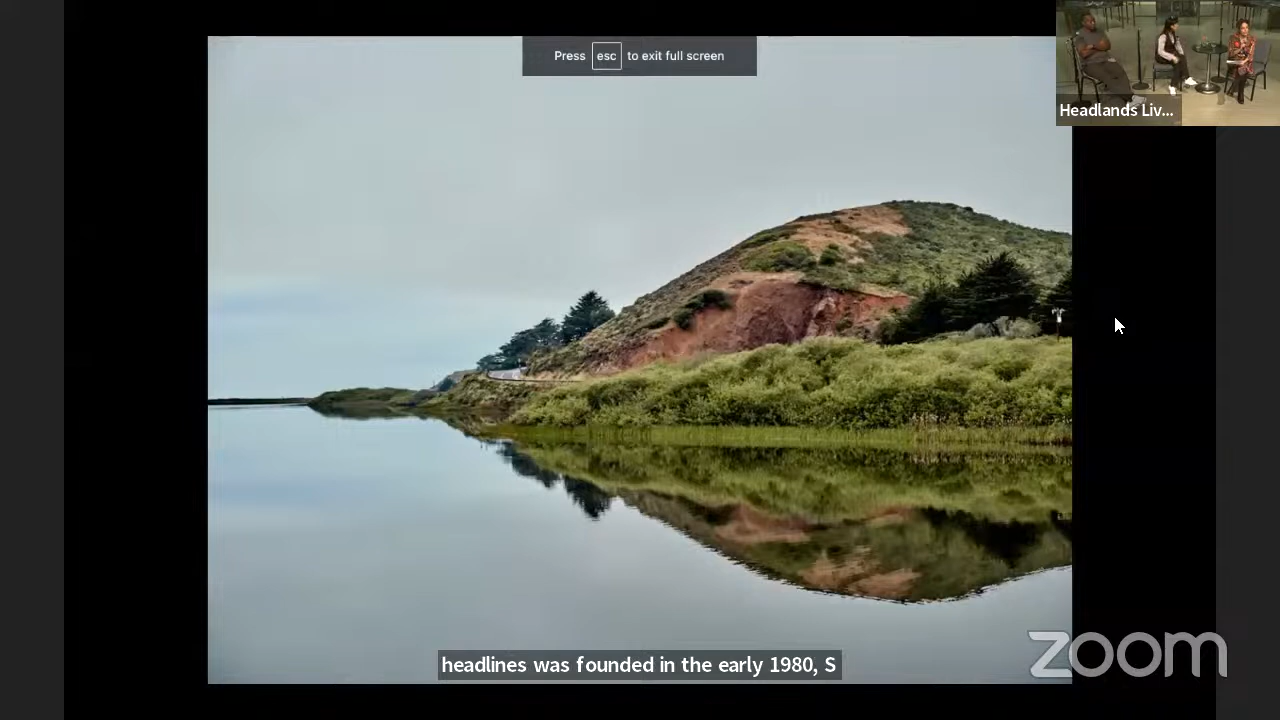 Press esc to exit full screen
Headlands Liv...
headlines was founded in the early 1980, S
zoom